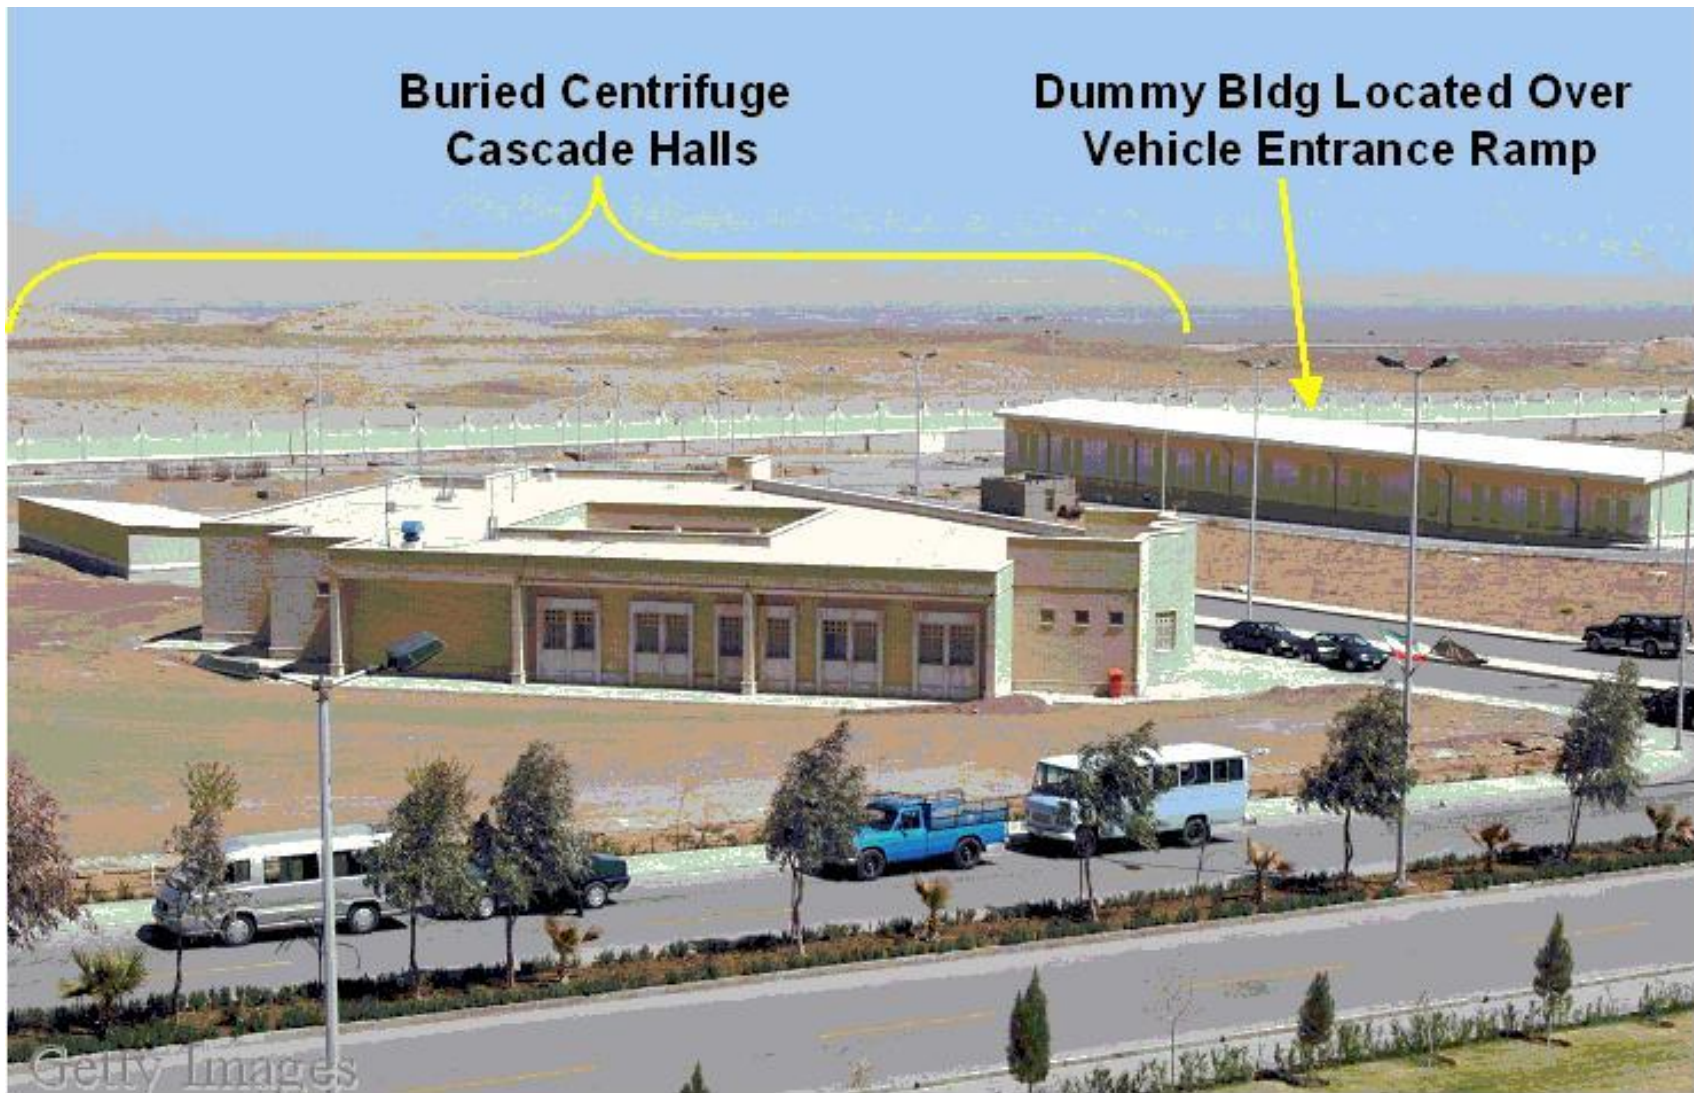 Buried Centrifuge
Cascade Halls
Dummy Bldg Located Over
Vehicle Entrance Ramp
Getty Images